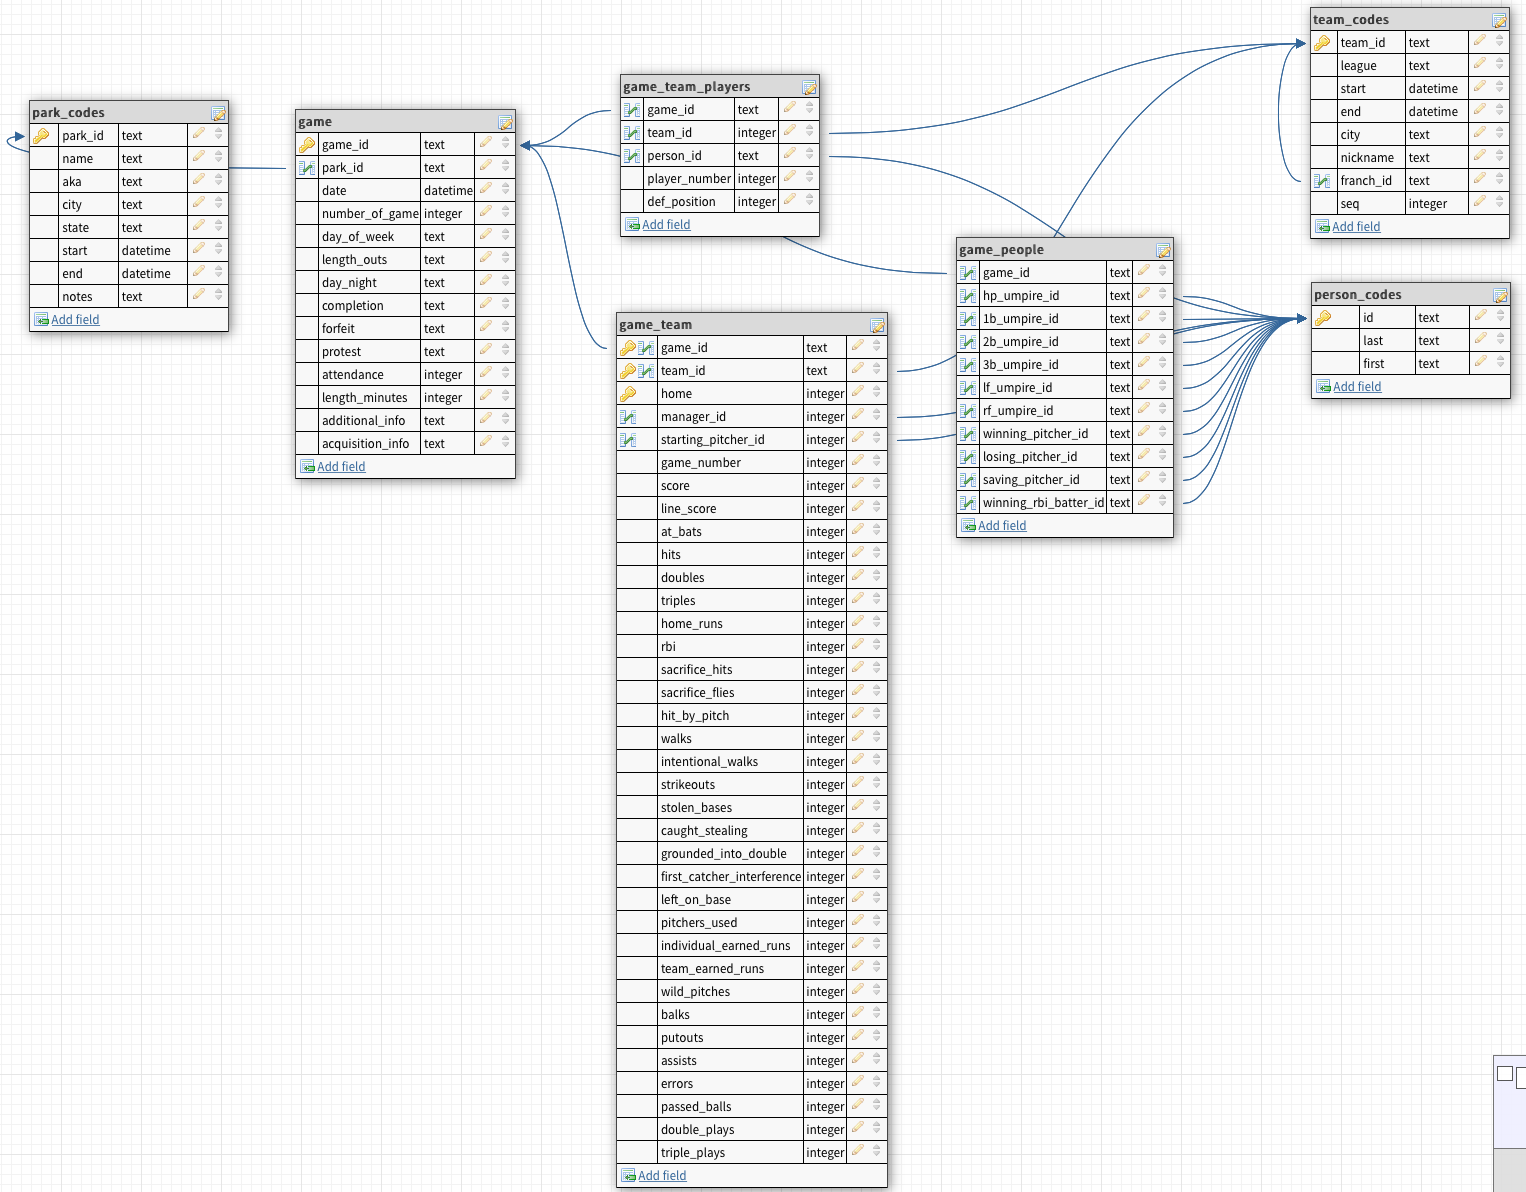 park_codes
park_id text
name text
aka text
city text
state text
start datetime
end datetime
notes text
Add field
game
game_id text
park_id text
date datetime
number_of_game integer
day_of_week text
length_outs text
day_night text
completion text
forfeit text
protest text
attendance integer
length_minutes integer
additional_info text
acquisition_info text
Add field
game_team_players
game_id text
team_id integer
person_id text
player_number integer
def_position integer
Add field
game_team
game_id text
team_id text
home integer
manager_id integer
starting_pitcher_id integer
game_number integer
score integer
line_score integer
at_bats integer
hits integer
doubles integer
triples integer
home_runs integer
rbi integer
sacrifice_hits integer
sacrifice_flies integer
hit_by_pitch integer
walks integer
intentional_walks integer
strikeouts integer
stolen_bases integer
caught_stealing integer
grounded_into_double integer
first_catcher_interference integer
left_on_base integer
pitchers_used integer
individual_earned_runs integer
team_earned_runs integer
wild_pitches integer
balks integer
putouts integer
assists integer
errors integer
passed_balls integer
double_plays integer
triple_plays integer
Add field
game_people
game_id text
hp_umpire_id text
1b_umpire_id text
2b_umpire_id text
3b_umpire_id text
lf_umpire_id text
rf_umpire_id text
winning_pitcher_id text
losing_pitcher_id text
saving_pitcher_id text
winning_rbi_batter_id text
Add field
team_codes
team_id text
league text
start datetime
end datetime
city text
nickname text
franch_id text
seq integer
Add field
person_codes
id text
last text
first text
Add field